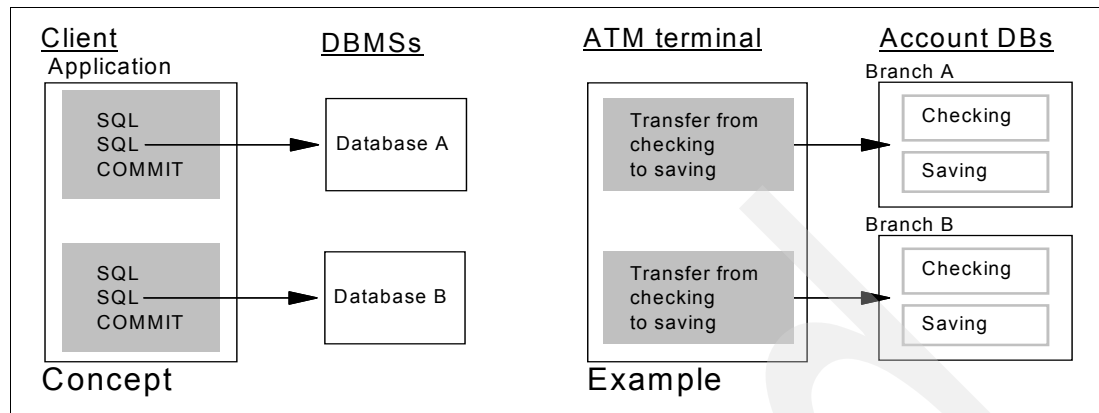 Client
Application
SQL
SQL
COMMIT
SQL
SQL
COMMIT
Concept
DBMSs
Database A
Database B
ATM terminal
Transfer from
checking
to saving
Transfer from
checking
to saving
Example
Account DBs
Branch A
Checking
Saving
Branch B
Checking
Saving